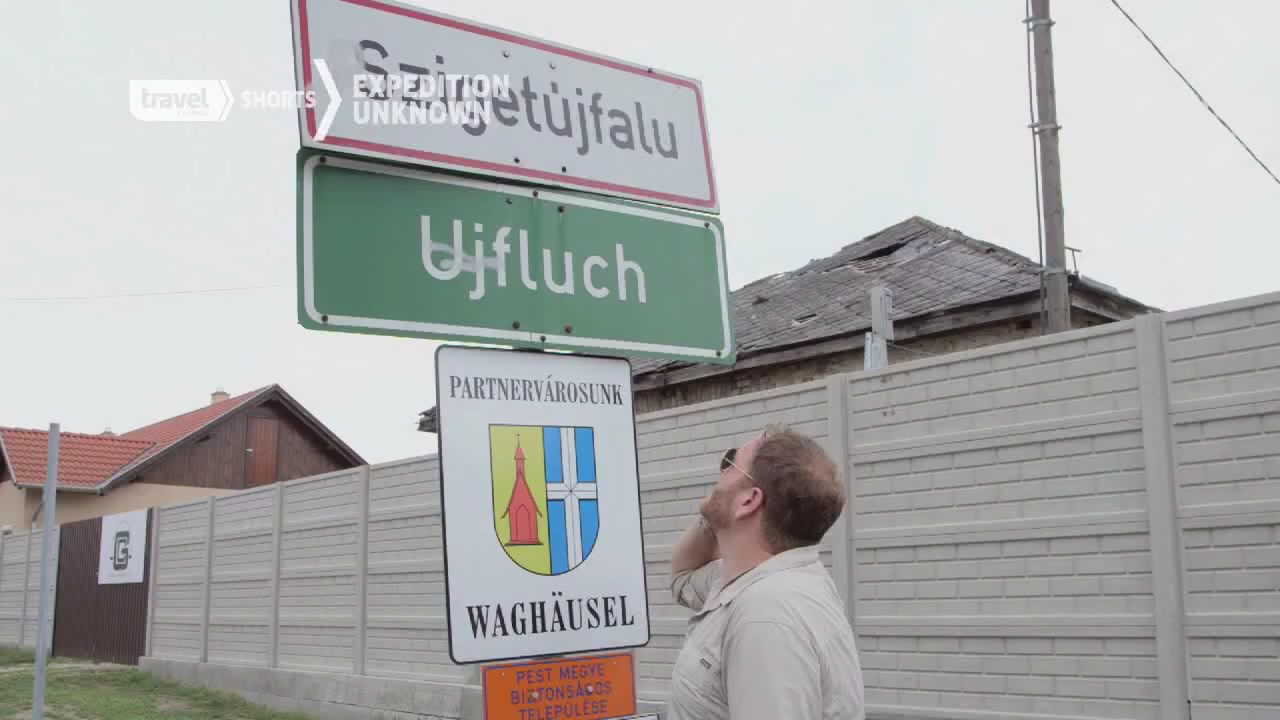 travel
SHORTS
EXPEDITION
UNKNOWN
Szigetújfalu
Ujfluch
PARTNERVÁROSUNK
WAGHÄUSEL
PEST MEGYE
BIZTONSÁGOS
TELEPÜLÉSE